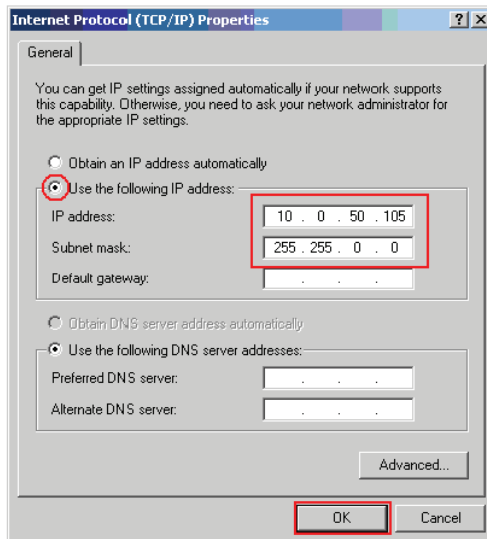 Internet Protocol (TCP/IP) Properties ? ×
General
You can get IP settings assigned automatically if your network supports
this capability. Otherwise, you need to ask your network administrator for
the appropriate IP settings.
Obtain an IP address automatically
Use the following IP address:
IP address: 10 . 0 . 50 . 105
Subnet mask: 255 . 255 . 0 . 0
Default gateway: . . .
Obtain DNS server address automatically
Use the following DNS server addresses:
Preferred DNS server: . . .
Alternate DNS server: . . .
Advanced...
OK Cancel